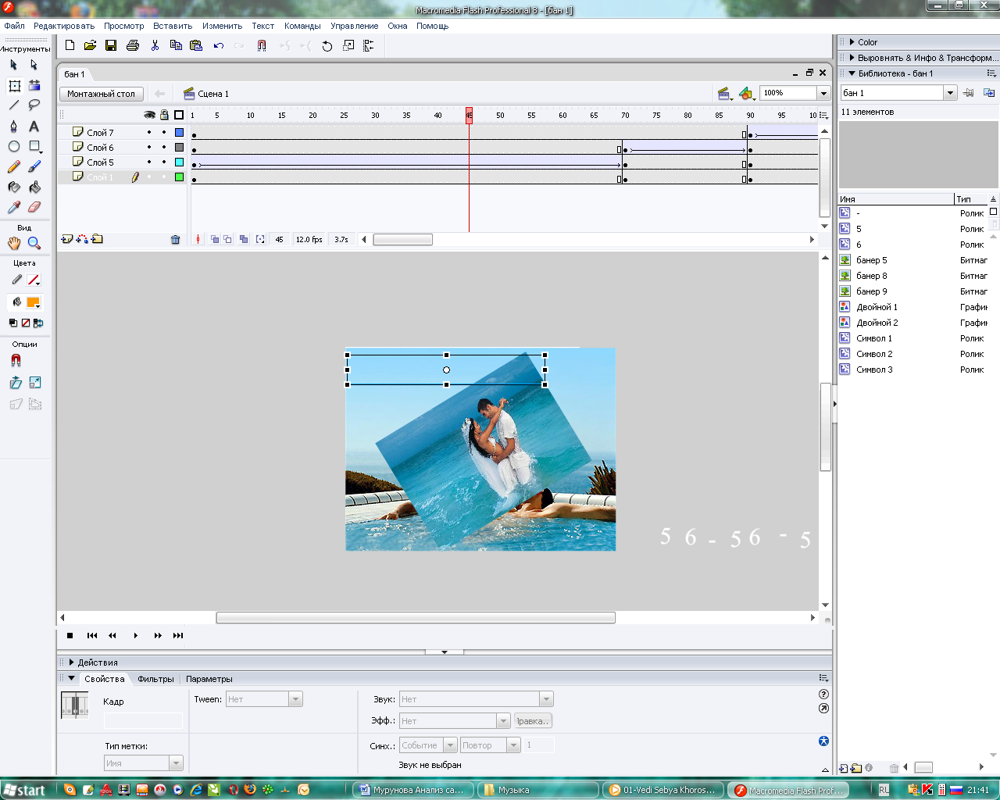 Macromedia Flash Professional 8 - [бан 1]
Файл Редактировать Просмотр Вставить Изменить Текст Команды Управление Окна Помощь
Инструменты
Вид
Цвета
Опции
бан 1
Монтажный стол
Сцена 1
100%
1 5 10 15 20 25 30 35 40 45 50 55 60 65 70 75 80 85 90 95 10
Слой 7
Слой 6
Слой 5
Слой 1
45 12.0 fps 3.7s
5 6 - 5 6 - 5
Действия
Свойства Фильтры Параметры
Кадр
Тип метки:
Имя
Tween: Нет
Звук: Нет
Эфф.: Нет
Правка..
Синх.: Событие Повтор 1
Звук не выбран
Color
Выровнять & Инфо & Трансформ...
Библиотека - бан 1
бан 1
11 элементов
Имя Тип
- Ролик
5 Ролик
6 Ролик
банер 5 Битмап
банер 8 Битмап
банер 9 Битмап
Двойной 1 График
Двойной 2 График
Символ 1 Ролик
Символ 2 Ролик
Символ 3 Ролик
start
Мурунова Анализ са...
Музыка
01-Vedi Sebya Khoros...
Macromedia Flash Prof...
RL
21:41